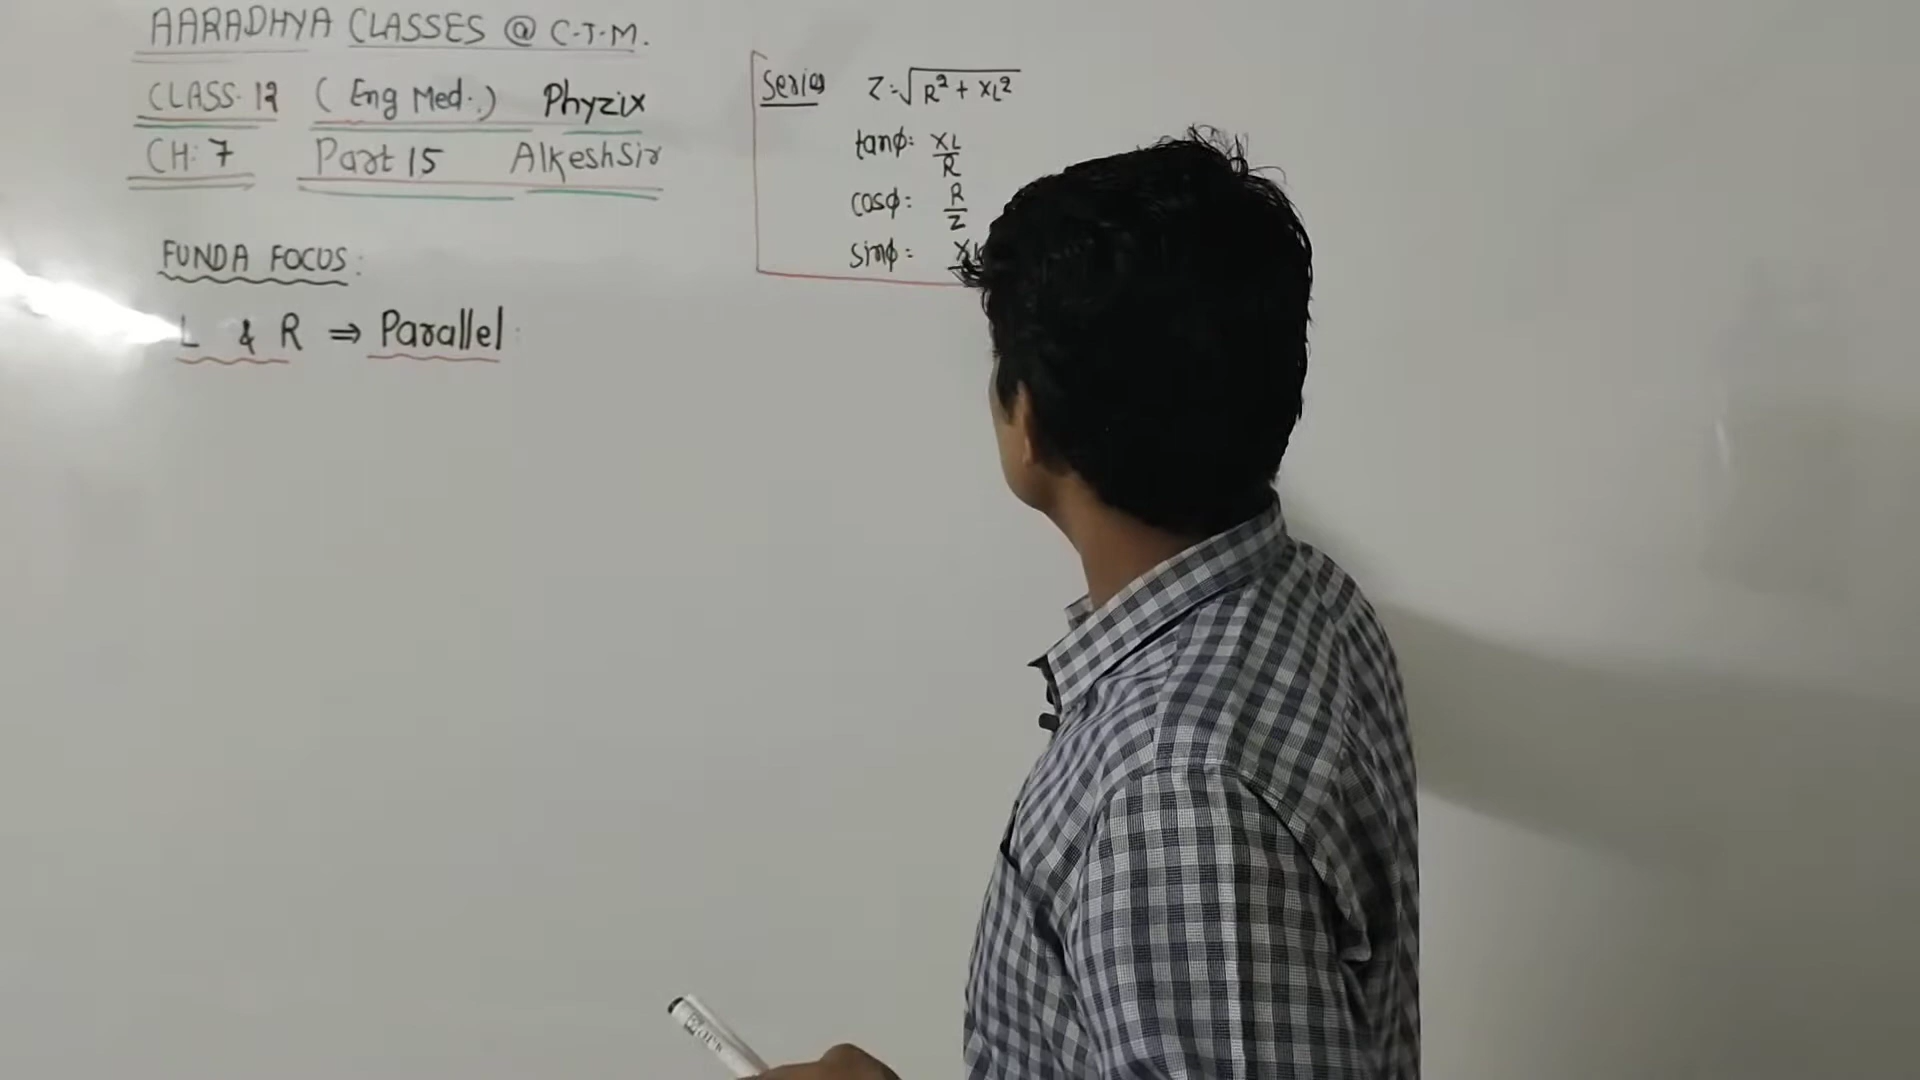 AARADHYA CLASSES @ C.T.M.
CLASS. 12 (Eng Med.) Phyzix
CH: 7 Part 15 AlkeshSir
FUNDA FOCUS:
L & R ⇒ Parallel:
Series Z = √R² + XL²
tanϕ = XL/R
cosϕ = R/Z
sinϕ =